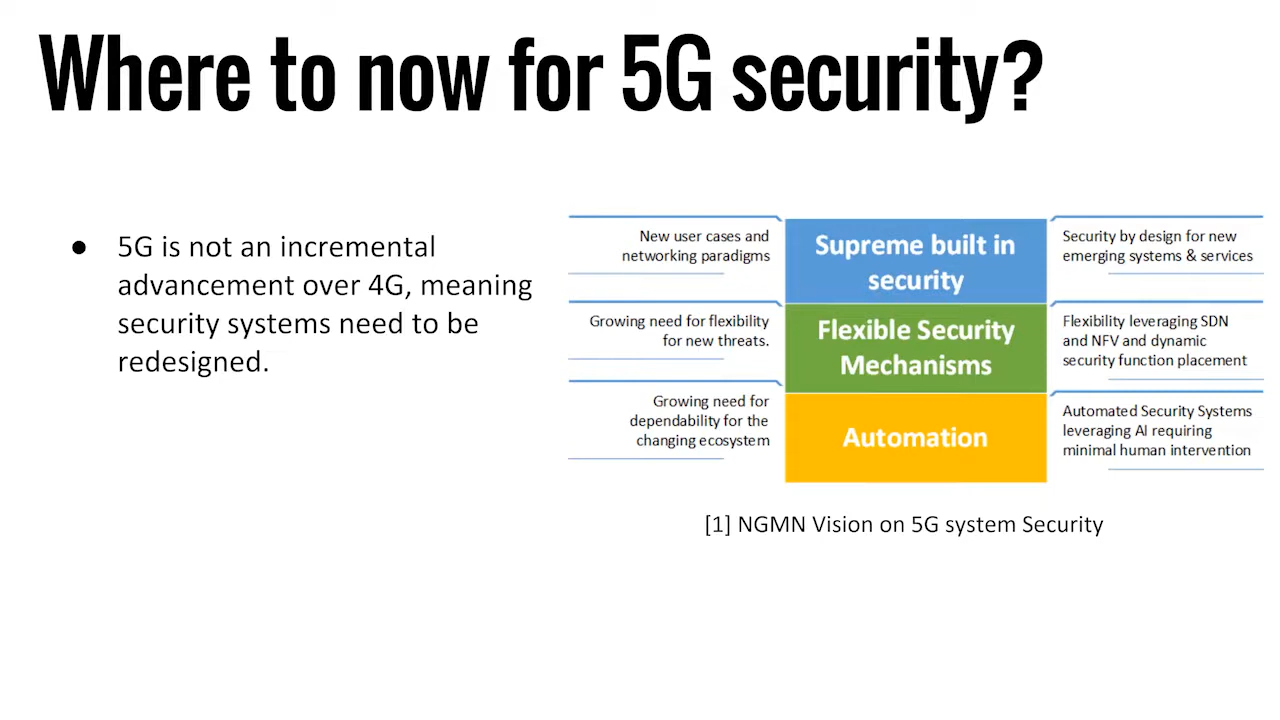 Where to now for 5G security?
● 5G is not an incremental
advancement over 4G, meaning
security systems need to be
redesigned.
New user cases and
networking paradigms
Supreme built in
security
Security by design for new
emerging systems & services
Growing need for flexibility
for new threats.
Flexible Security
Mechanisms
Flexibility leveraging SDN
and NFV and dynamic
security function placement
Growing need for
dependability for the
changing ecosystem
Automation
Automated Security Systems
leveraging AI requiring
minimal human intervention
[1] NGMN Vision on 5G system Security